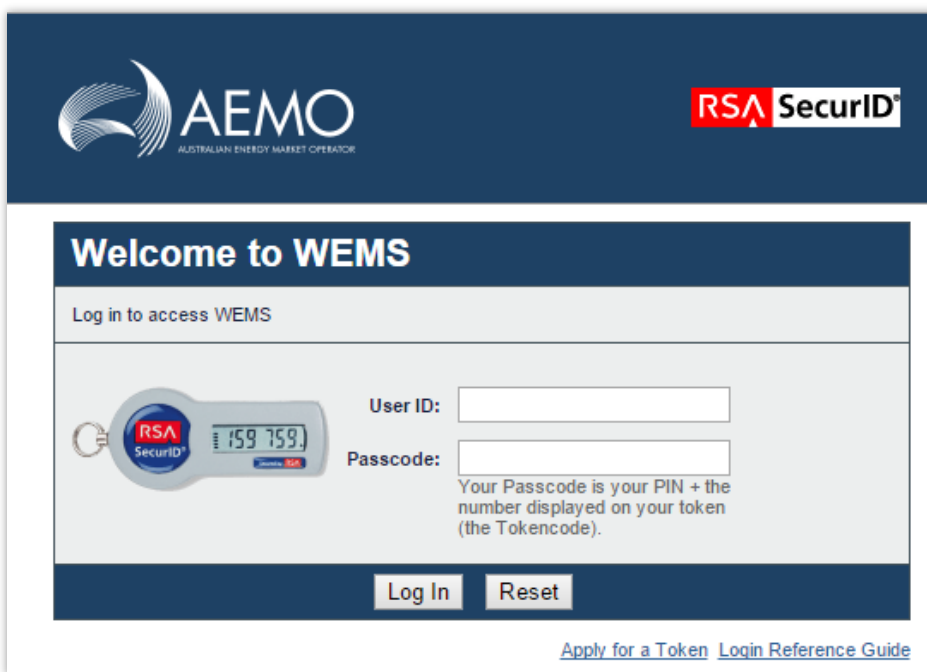 AEMO
AUSTRALIAN ENERGY MARKET OPERATOR
RSA SecurID®
Welcome to WEMS
Log in to access WEMS
RSA
SecurID®
159 759
User ID:
Passcode:
Your Passcode is your PIN + the
number displayed on your token
(the Tokencode).
Log In Reset
Apply for a Token Login Reference Guide